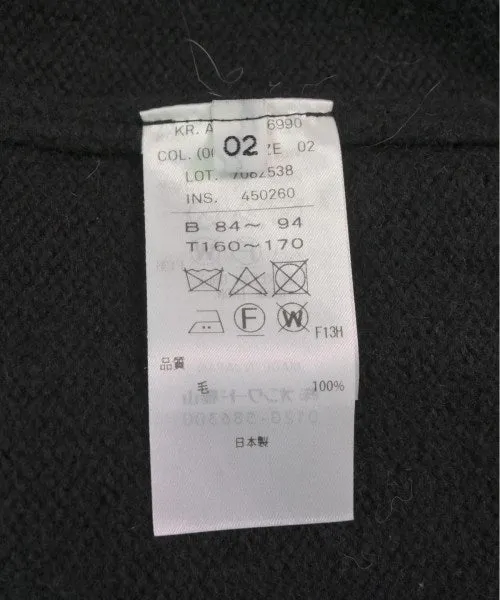 KR. A 6990
COL. (0 ZE 02
02
LOT. 7082538
INS. 450260
B 84～ 94
T160～170
F
W
F13H
品質
毛 100%
日本製